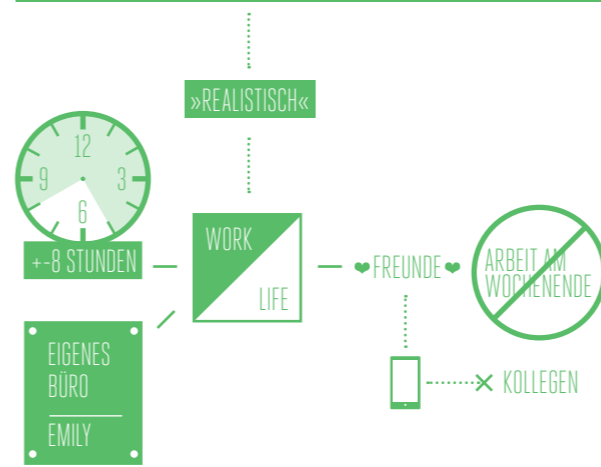 »REALISTISCH«
12
9
3
6
+-8 STUNDEN
WORK
LIFE
❤FREUNDE❤
ARBEIT AM
WOCHENENDE
EIGENES
BÜRO
EMILY
KOLLEGEN